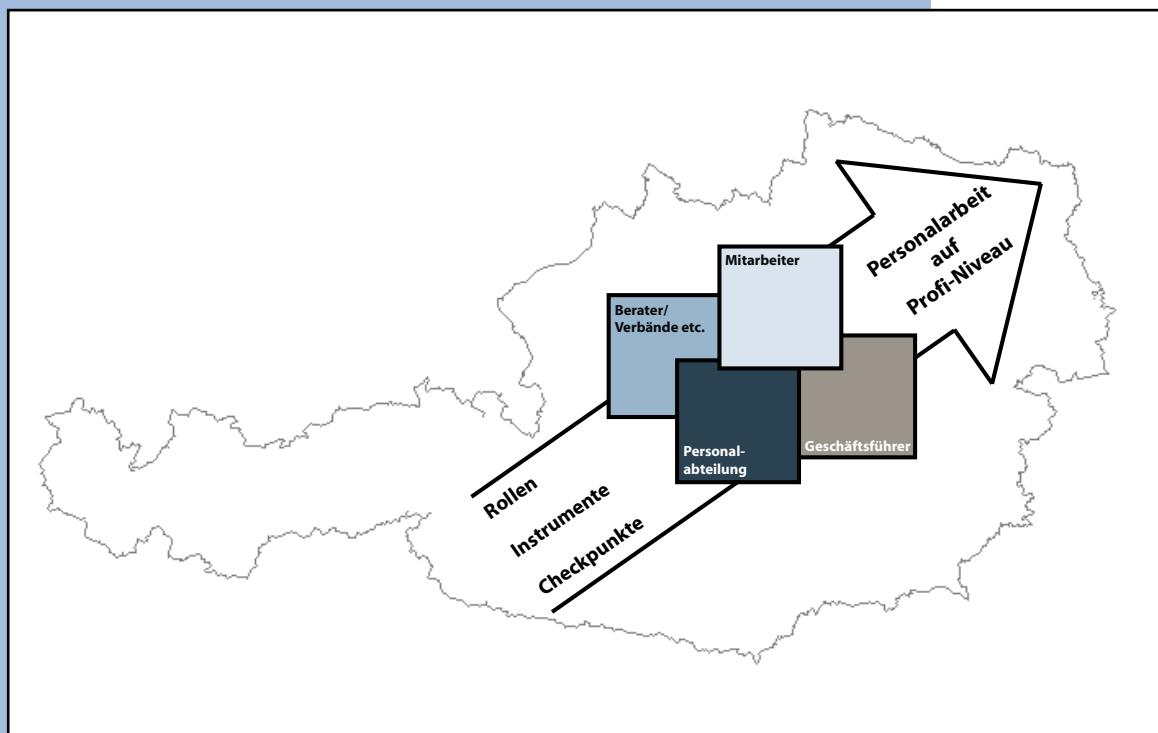 Personalarbeit
auf
Profi-Niveau
Mitarbeiter
Berater/
Verbände etc.
Personal-
abteilung
Geschäftsführer
Rollen
Instrumente
Checkpunkte